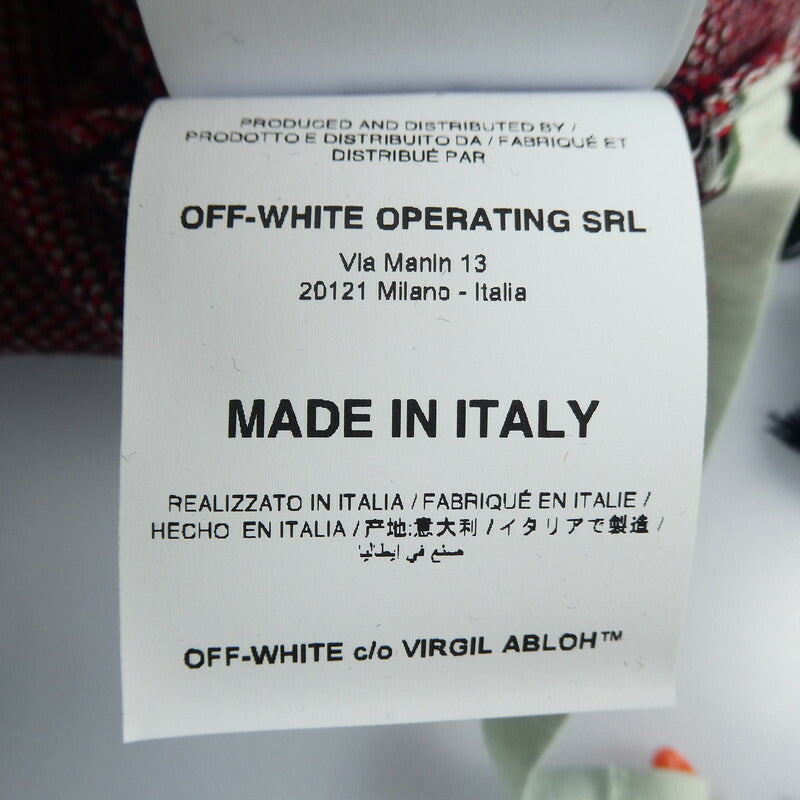 PRODUCED AND DISTRIBUTED BY /
PRODOTTO E DISTRIBUITO DA / FABRIQUÉ ET
DISTRIBUÉ PAR
OFF-WHITE OPERATING SRL
Via Manin 13
20121 Milano - Italia
MADE IN ITALY
REALIZZATO IN ITALIA / FABRIQUÉ EN ITALIE /
HECHO EN ITALIA / 产地:意大利 / イタリアで製造 /
صنع في إيطاليا
OFF-WHITE c/o VIRGIL ABLOH™